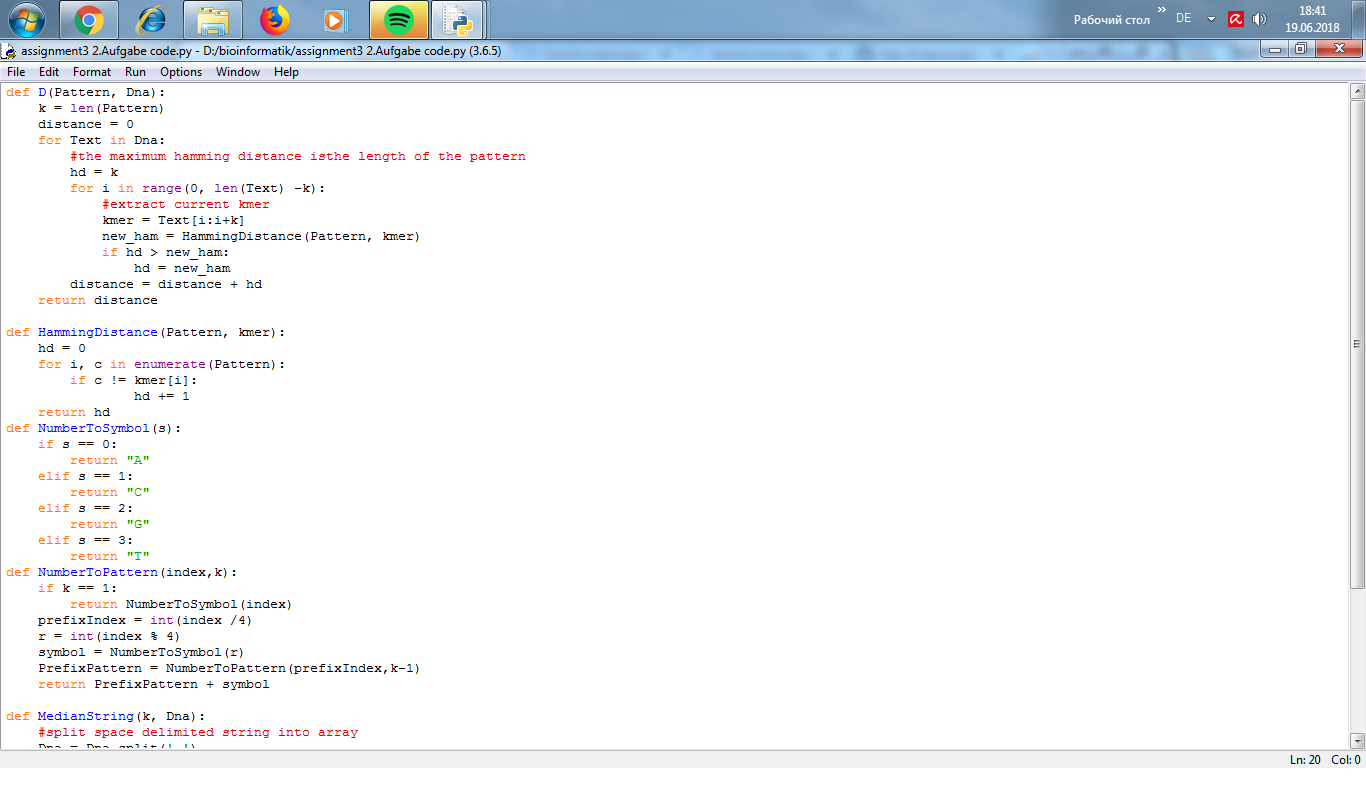 Рабочий стол » DE 18:41
19.06.2018
assignment3 2.Aufgabe code.py - D:/bioinformatik/assignment3 2.Aufgabe code.py (3.6.5)
File Edit Format Run Options Window Help
def D(Pattern, Dna):
    k = len(Pattern)
    distance = 0
    for Text in Dna:
        #the maximum hamming distance isthe length of the pattern
        hd = k
        for i in range(0, len(Text) -k):
            #extract current kmer
            kmer = Text[i:i+k]
            new_ham = HammingDistance(Pattern, kmer)
            if hd > new_ham:
                hd = new_ham
        distance = distance + hd
    return distance

def HammingDistance(Pattern, kmer):
    hd = 0
    for i, c in enumerate(Pattern):
        if c != kmer[i]:
                hd += 1
    return hd
def NumberToSymbol(s):
    if s == 0:
        return "A"
    elif s == 1:
        return "C"
    elif s == 2:
        return "G"
    elif s == 3:
        return "T"
def NumberToPattern(index,k):
    if k == 1:
        return NumberToSymbol(index)
    prefixIndex = int(index /4)
    r = int(index % 4)
    symbol = NumberToSymbol(r)
    PrefixPattern = NumberToPattern(prefixIndex,k-1)
    return PrefixPattern + symbol

def MedianString(k, Dna):
    #split space delimited string into array
    Dna = Dna.split(' ')
Ln: 20 Col: 0